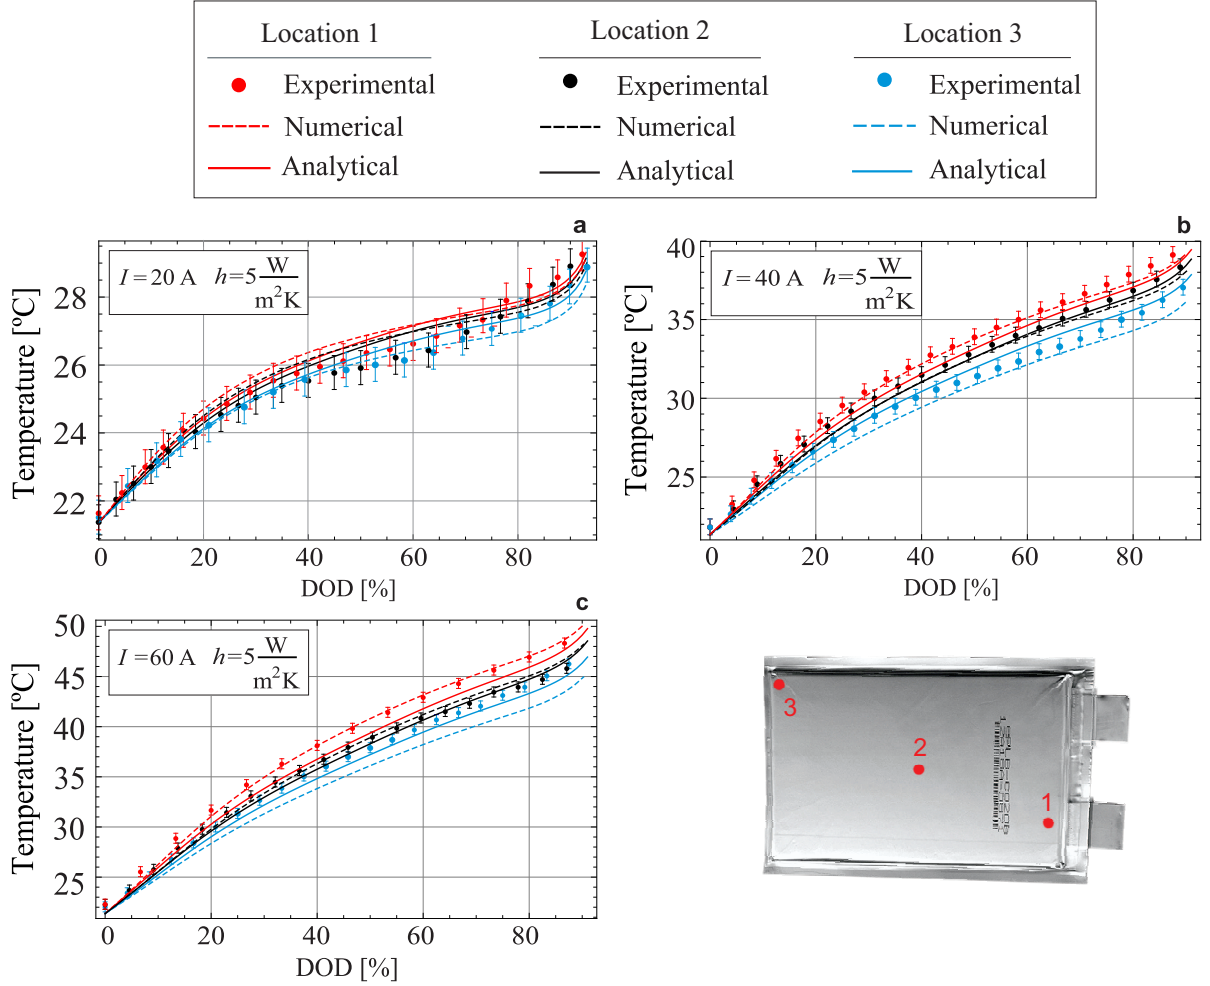 Location 1
Location 2
Location 3
Experimental
Experimental
Experimental
Numerical
Numerical
Numerical
Analytical
Analytical
Analytical
a
I = 20 A h=5 W/m²K
Temperature [ºC]
28
26
24
22
0 20 40 60 80
DOD [%]
b
I = 40 A h=5 W/m²K
Temperature [ºC]
40
35
30
25
0 20 40 60 80
DOD [%]
c
I = 60 A h=5 W/m²K
Temperature [ºC]
50
45
40
35
30
25
0 20 40 60 80
DOD [%]
3
2
1